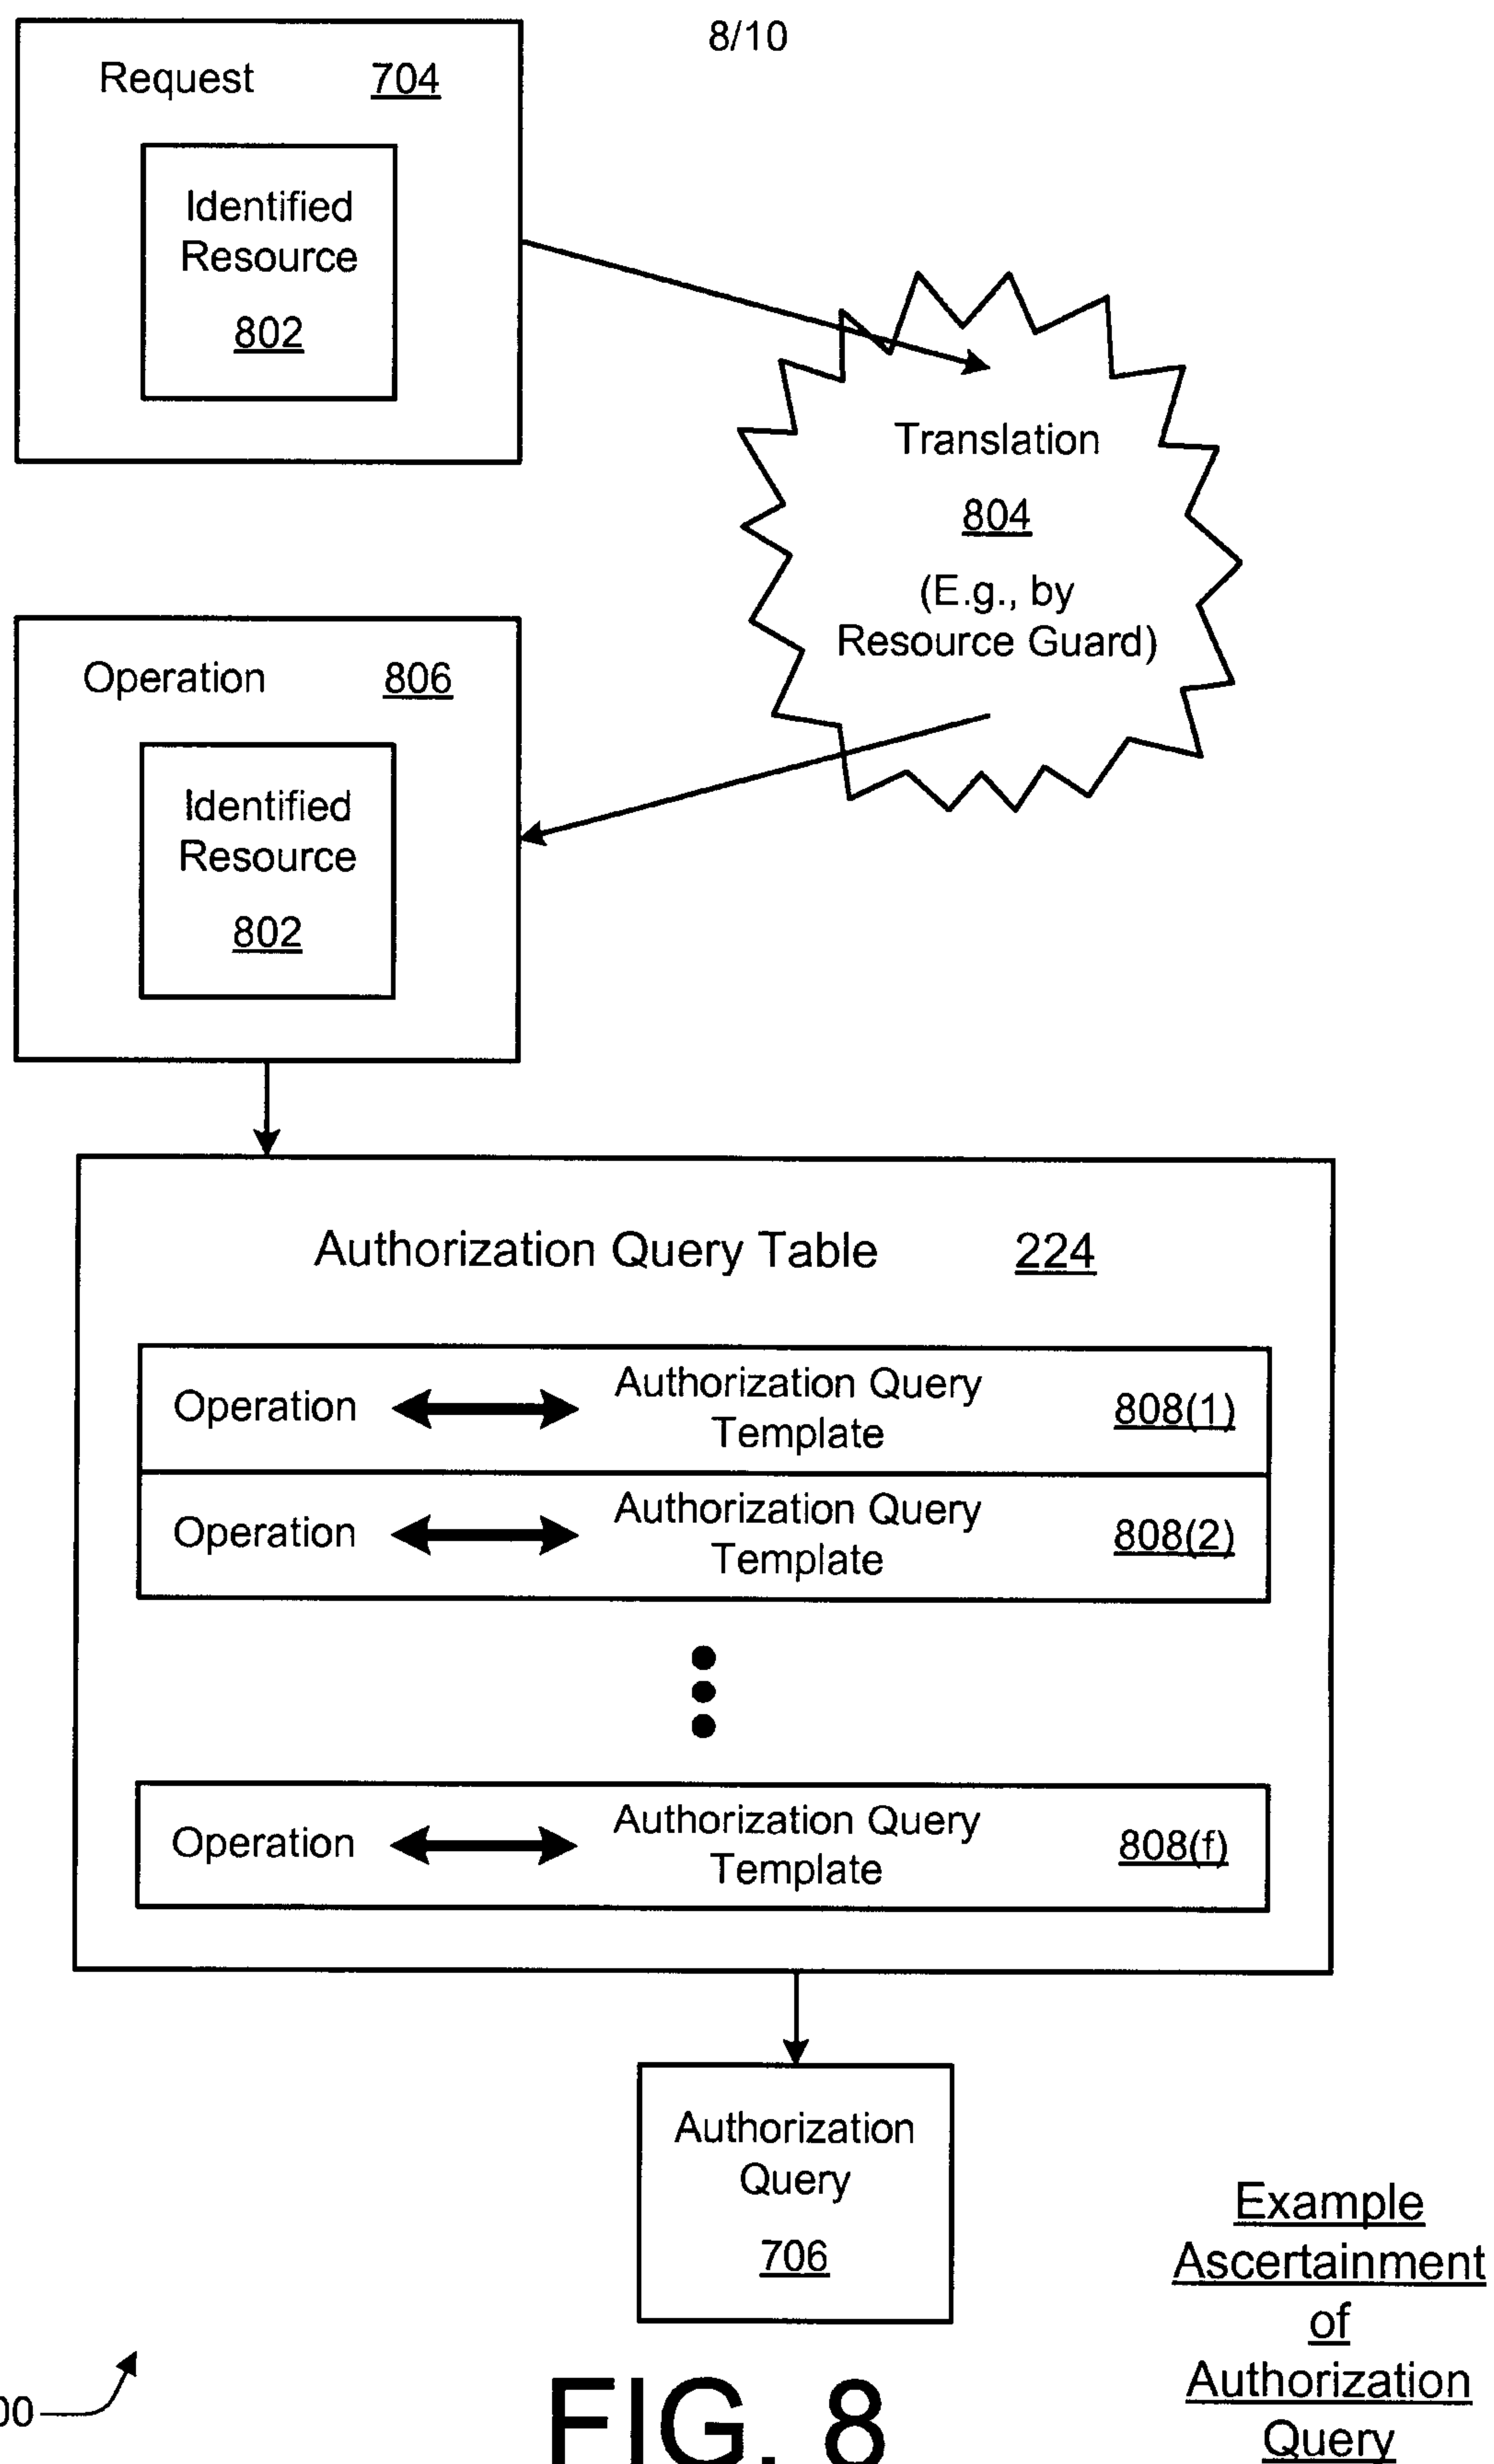 8/10
Request 704
Identified
Resource
802
Translation
804
(E.g., by
Resource Guard)
Operation 806
Identified
Resource
802
Authorization Query Table 224
Operation Authorization Query
Template 808(1)
Operation Authorization Query
Template 808(2)
Operation Authorization Query
Template 808(f)
Authorization
Query
706
Example
Ascertainment
of
Authorization
Query
FIG. 8